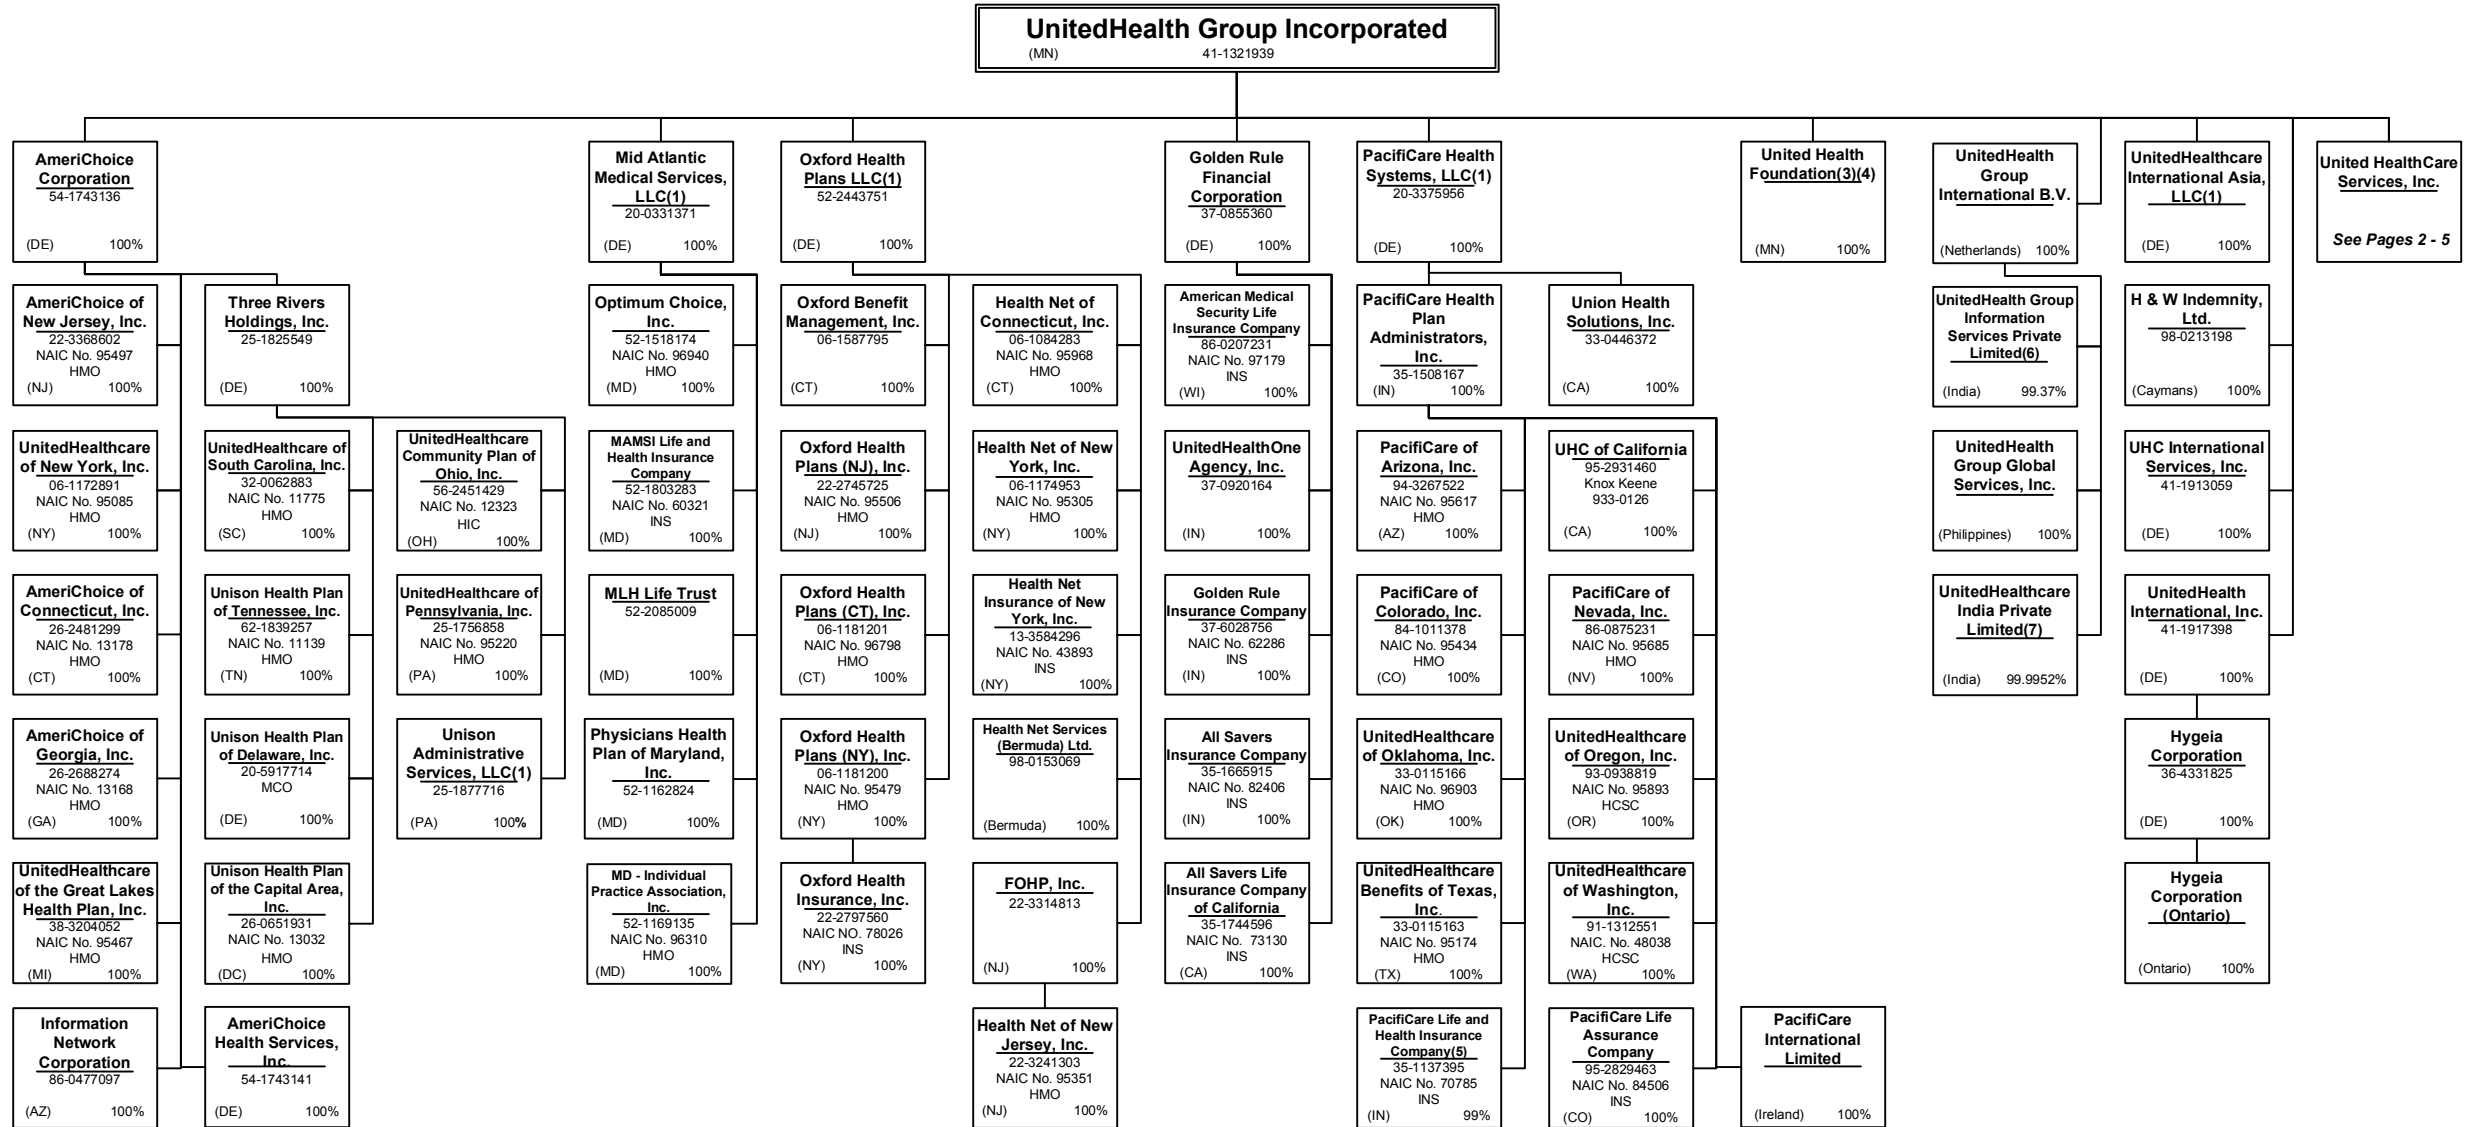 UnitedHealth Group Incorporated
(MN) 41-1321939
AmeriChoice
Corporation
54-1743136
(DE) 100%
Mid Atlantic
Medical Services,
LLC(1)
20-0331371
(DE) 100%
Oxford Health
Plans LLC(1)
52-2443751
(DE) 100%
Golden Rule
Financial
Corporation
37-0855360
(DE) 100%
PacifiCare Health
Systems, LLC(1)
20-3375956
(DE) 100%
United Health
Foundation(3)(4)
(MN) 100%
UnitedHealth
Group
International B.V.
(Netherlands) 100%
UnitedHealthcare
International Asia,
LLC(1)
(DE) 100%
United HealthCare
Services, Inc.
See Pages 2 - 5
AmeriChoice of
New Jersey, Inc.
22-3368602
NAIC No. 95497
HMO
(NJ) 100%
Three Rivers
Holdings, Inc.
25-1825549
(DE) 100%
Optimum Choice,
Inc.
52-1518174
NAIC No. 96940
HMO
(MD) 100%
Oxford Benefit
Management, Inc.
06-1587795
(CT) 100%
Health Net of
Connecticut, Inc.
06-1084283
NAIC No. 95968
HMO
(CT) 100%
American Medical
Security Life
Insurance Company
86-0207231
NAIC No. 97179
INS
(WI) 100%
PacifiCare Health
Plan
Administrators,
Inc.
35-1508167
(IN) 100%
Union Health
Solutions, Inc.
33-0446372
(CA) 100%
UnitedHealth Group
Information
Services Private
Limited(6)
(India) 99.37%
H & W Indemnity,
Ltd.
98-0213198
(Caymans) 100%
UnitedHealthcare
of New York, Inc.
06-1172891
NAIC No. 95085
HMO
(NY) 100%
UnitedHealthcare of
South Carolina, Inc.
32-0062883
NAIC No. 11775
HMO
(SC) 100%
UnitedHealthcare
Community Plan of
Ohio, Inc.
56-2451429
NAIC No. 12323
HIC
(OH) 100%
MAMSI Life and
Health Insurance
Company
52-1803283
NAIC No. 60321
INS
(MD) 100%
Oxford Health
Plans (NJ), Inc.
22-2745725
NAIC No. 95506
HMO
(NJ) 100%
Health Net of New
York, Inc.
06-1174953
NAIC No. 95305
HMO
(NY) 100%
UnitedHealthOne
Agency, Inc.
37-0920164
(IN) 100%
PacifiCare of
Arizona, Inc.
94-3267522
NAIC No. 95617
HMO
(AZ) 100%
UHC of California
95-2931460
Knox Keene
933-0126
(CA) 100%
UnitedHealth
Group Global
Services, Inc.
(Philippines) 100%
UHC International
Services, Inc.
41-1913059
(DE) 100%
AmeriChoice of
Connecticut, Inc.
26-2481299
NAIC No. 13178
HMO
(CT) 100%
Unison Health Plan
of Tennessee, Inc.
62-1839257
NAIC No. 11139
HMO
(TN) 100%
UnitedHealthcare of
Pennsylvania, Inc.
25-1756858
NAIC No. 95220
HMO
(PA) 100%
MLH Life Trust
52-2085009
(MD) 100%
Oxford Health
Plans (CT), Inc.
06-1181201
NAIC No. 96798
HMO
(CT) 100%
Health Net
Insurance of New
York, Inc.
13-3584296
NAIC No. 43893
INS
(NY) 100%
Golden Rule
Insurance Company
37-6028756
NAIC No. 62286
INS
(IN) 100%
PacifiCare of
Colorado, Inc.
84-1011378
NAIC No. 95434
HMO
(CO) 100%
PacifiCare of
Nevada, Inc.
86-0875231
NAIC No. 95685
HMO
(NV) 100%
UnitedHealthcare
India Private
Limited(7)
(India) 99.9952%
UnitedHealth
International, Inc.
41-1917398
(DE) 100%
AmeriChoice of
Georgia, Inc.
26-2688274
NAIC No. 13168
HMO
(GA) 100%
Unison Health Plan
of Delaware, Inc.
20-5917714
MCO
(DE) 100%
Unison
Administrative
Services, LLC(1)
25-1877716
(PA) 100%
Physicians Health
Plan of Maryland,
Inc.
52-1162824
(MD) 100%
Oxford Health
Plans (NY), Inc.
06-1181200
NAIC No. 95479
HMO
(NY) 100%
Health Net Services
(Bermuda) Ltd.
98-0153069
(Bermuda) 100%
All Savers
Insurance Company
35-1665915
NAIC No. 82406
INS
(IN) 100%
UnitedHealthcare
of Oklahoma, Inc.
33-0115166
NAIC No. 96903
HMO
(OK) 100%
UnitedHealthcare
of Oregon, Inc.
93-0938819
NAIC No. 95893
HCSC
(OR) 100%
Hygeia
Corporation
36-4331825
(DE) 100%
UnitedHealthcare
of the Great Lakes
Health Plan, Inc.
38-3204052
NAIC No. 95467
HMO
(MI) 100%
Unison Health Plan
of the Capital Area,
Inc.
26-0651931
NAIC No. 13032
HMO
(DC) 100%
MD - Individual
Practice Association,
Inc.
52-1169135
NAIC No. 96310
HMO
(MD) 100%
Oxford Health
Insurance, Inc.
22-2797560
NAIC NO. 78026
INS
(NY) 100%
FOHP, Inc.
22-3314813
(NJ) 100%
All Savers Life
Insurance Company
of California
35-1744596
NAIC No. 73130
INS
(CA) 100%
UnitedHealthcare
Benefits of Texas,
Inc.
33-0115163
NAIC No. 95174
HMO
(TX) 100%
UnitedHealthcare
of Washington,
Inc.
91-1312551
NAIC. No. 48038
HCSC
(WA) 100%
Hygeia
Corporation
(Ontario)
(Ontario) 100%
Information
Network
Corporation
86-0477097
(AZ) 100%
AmeriChoice
Health Services,
Inc.
54-1743141
(DE) 100%
Health Net of New
Jersey, Inc.
22-3241303
NAIC No. 95351
HMO
(NJ) 100%
PacifiCare Life and
Health Insurance
Company(5)
35-1137395
NAIC No. 70785
INS
(IN) 99%
PacifiCare Life
Assurance
Company
95-2829463
NAIC No. 84506
INS
(CO) 100%
PacifiCare
International
Limited
(Ireland) 100%